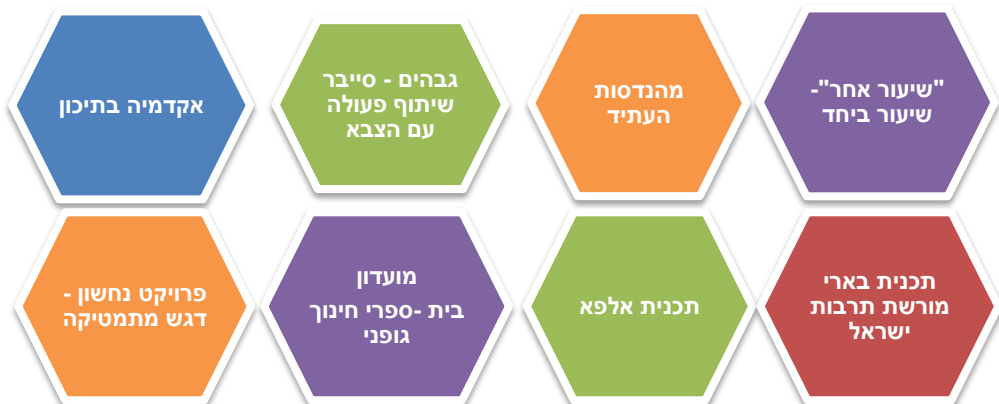 "שיעור אחר"-
שיעור ביחד
מהנדסות
העתיד
גבהים - סייבר
שיתוף פעולה
עם הצבא
אקדמיה בתיכון
תכנית בארי
מורשת תרבות
ישראל
תכנית אלפא
מועדון
בית -ספרי חינוך
גופני
פרויקט נחשון -
דגש מתמטיקה